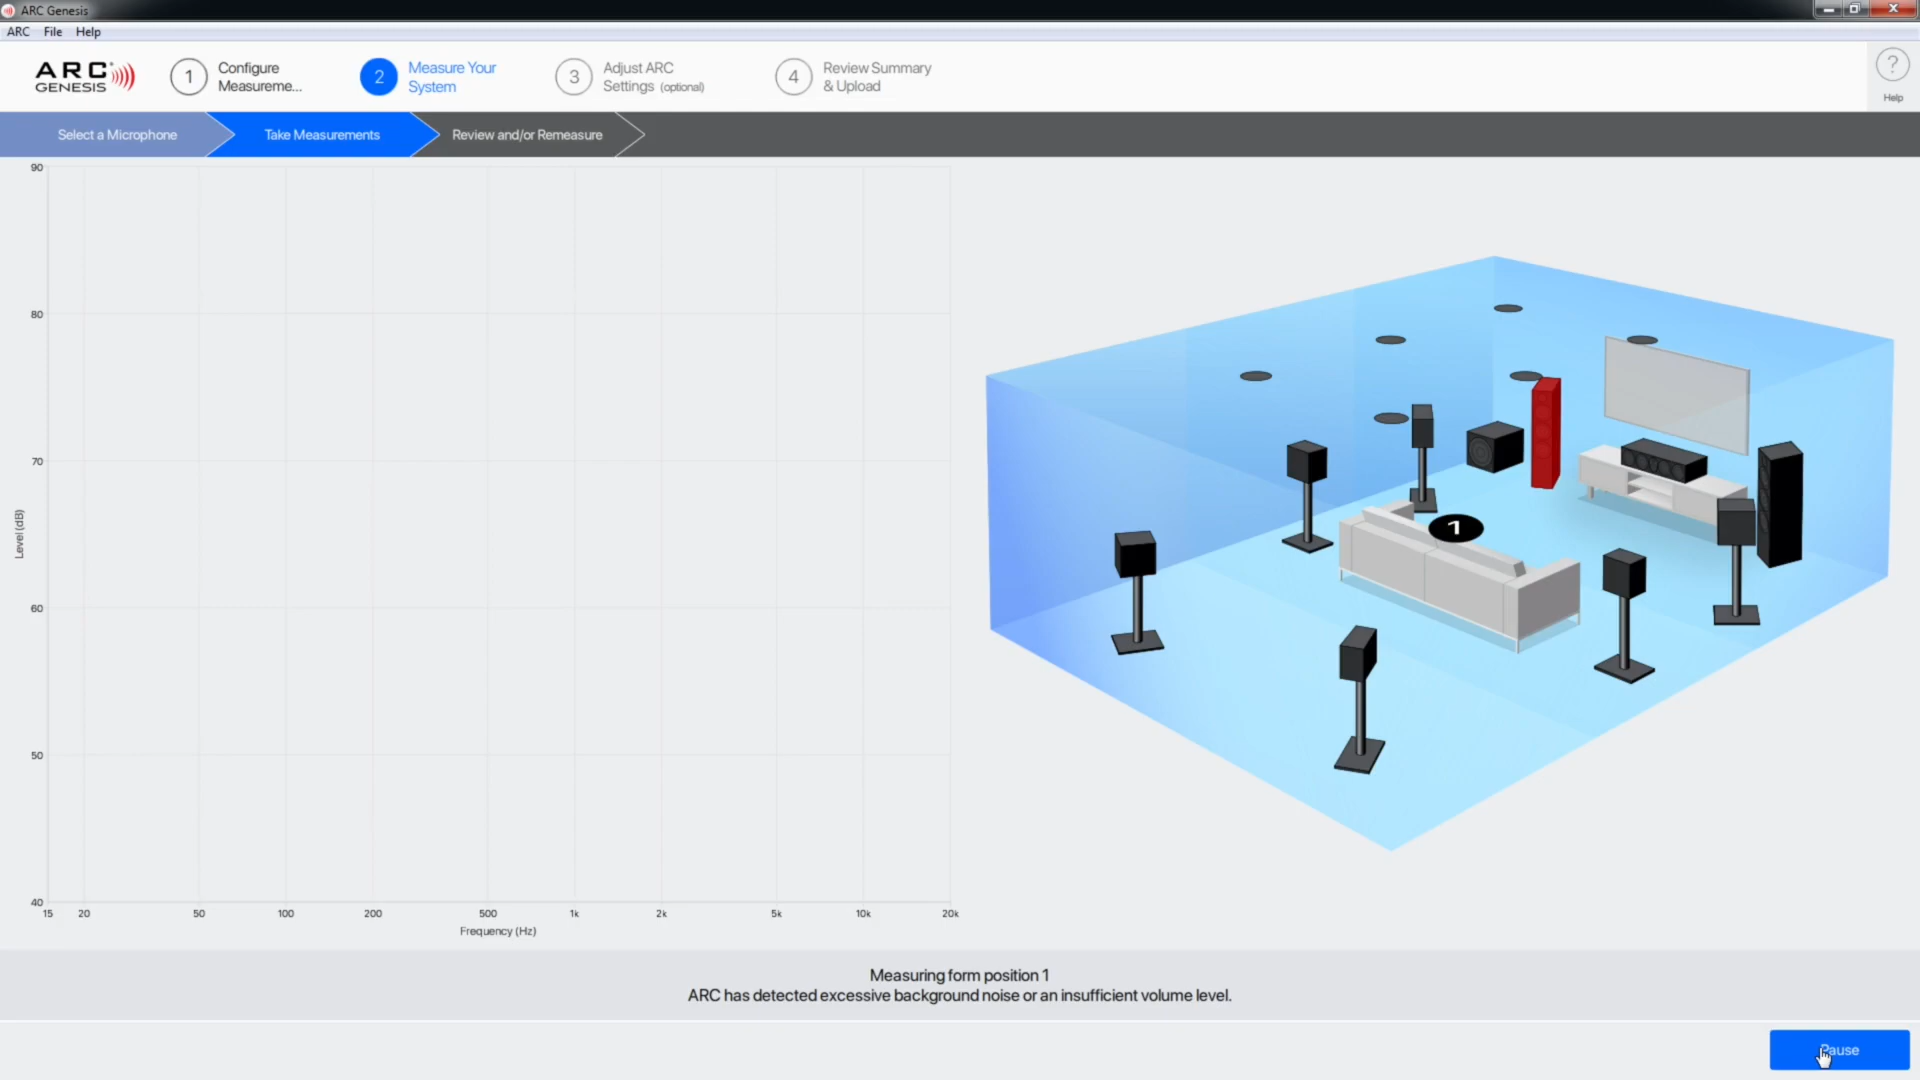 ARC Genesis
ARC File Help
ARC
GENESIS
1
Configure
Measureme...
2
Measure Your
System
3
Adjust ARC
Settings (optional)
4
Review Summary
& Upload
?
Help
Select a Microphone
Take Measurements
Review and/or Remeasure
90
80
70
60
50
40
Level (dB)
15 20 50 100 200 500 1k 2k 5k 10k 20k
Frequency (Hz)
1
Measuring form position 1
ARC has detected excessive background noise or an insufficient volume level.
Pause